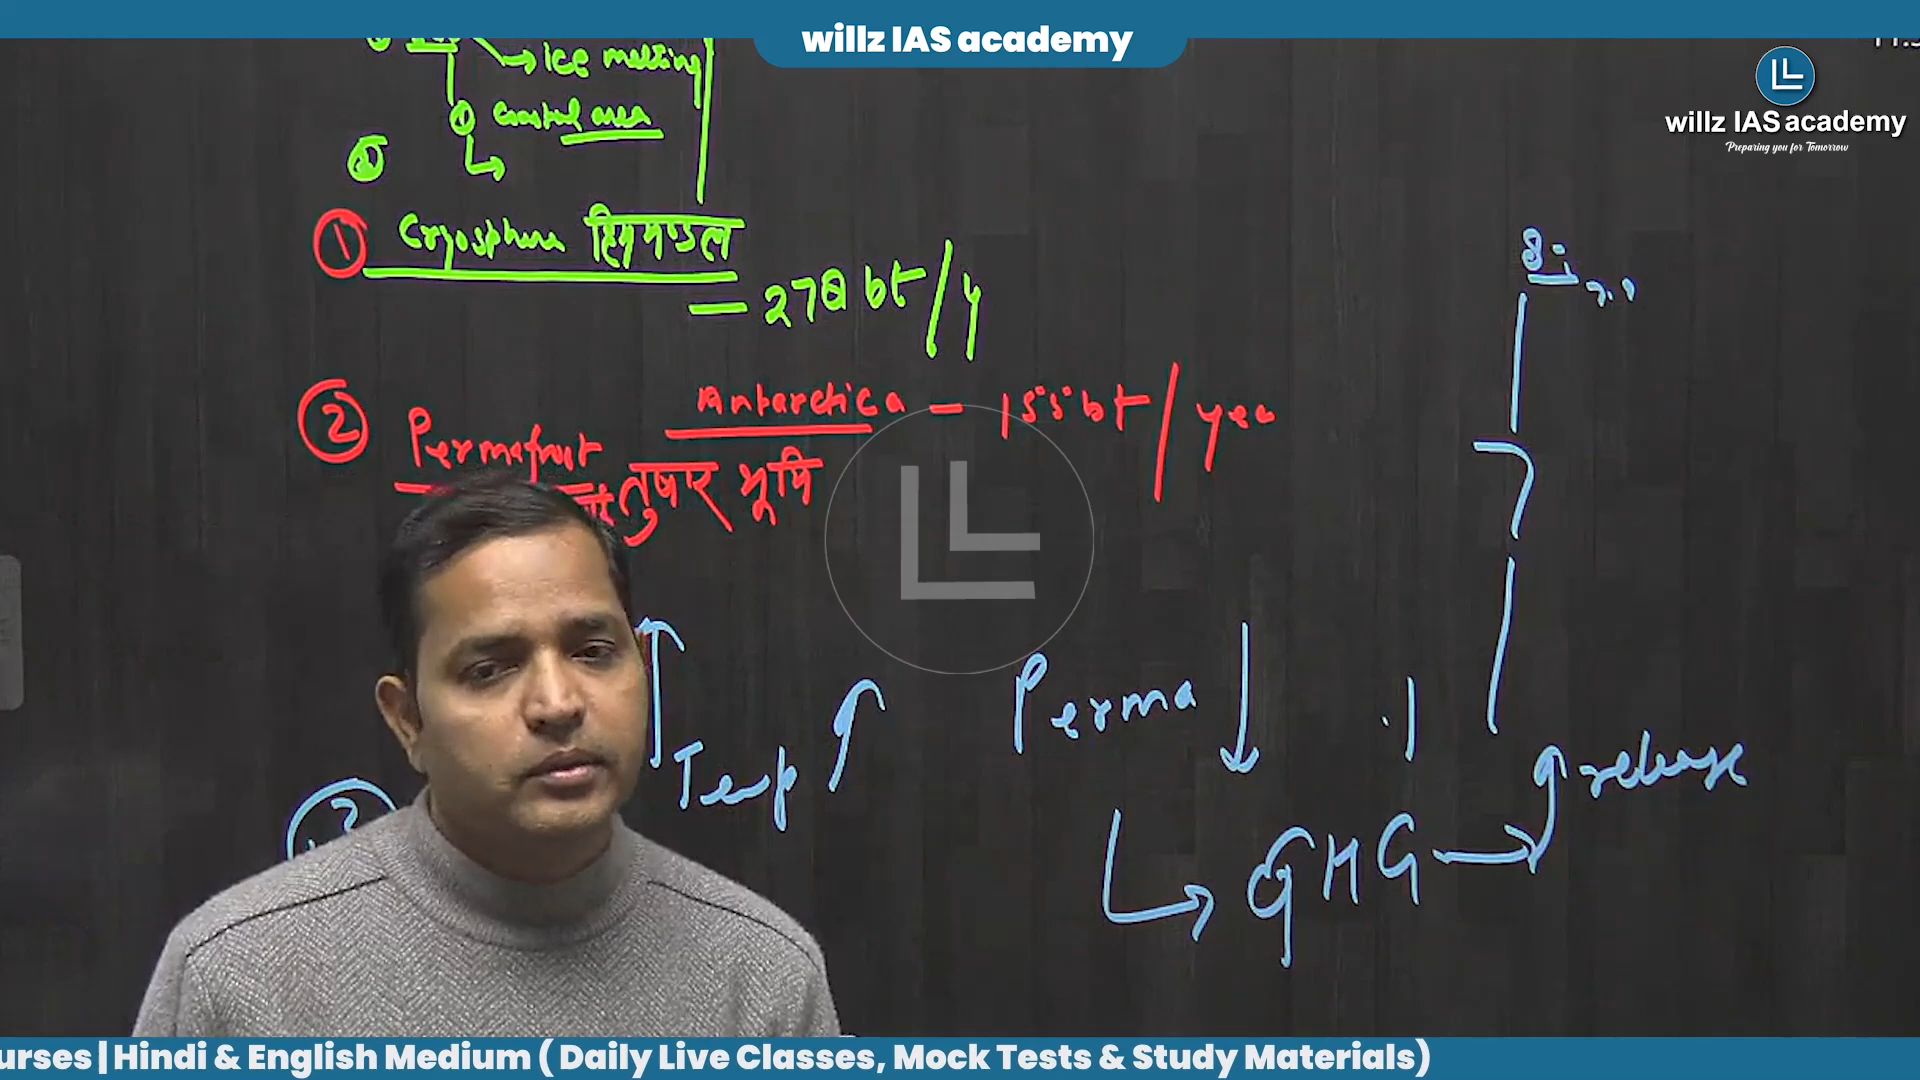 willz IAS academy
→ Ice melting
① coastal area
willz IAS academy
Preparing you for Tomorrow
① Cryosphere हिममण्डल
— 278 bt/y
Antarctica — 155 bt/year
② Permafrost
तुषार भूमि
Temp ↑
Perma ↓
↳ GHG → release
urses | Hindi & English Medium ( Daily Live Classes, Mock Tests & Study Materials)